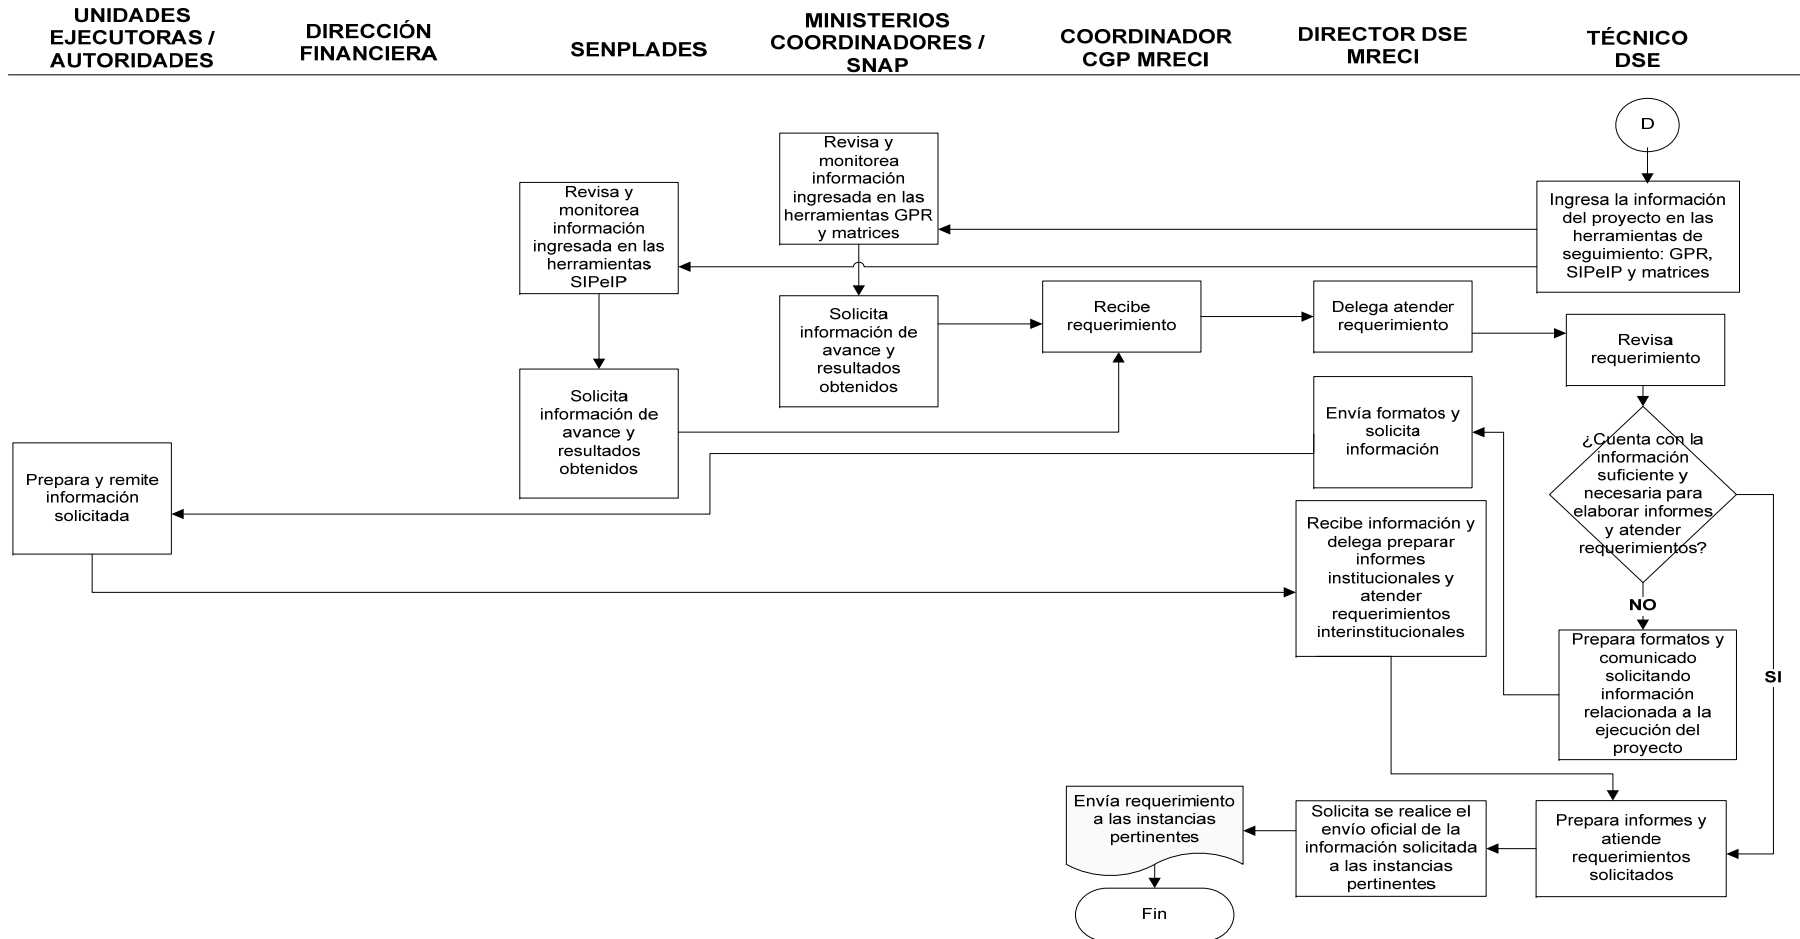 UNIDADES
EJECUTORAS /
AUTORIDADES
DIRECCIÓN
FINANCIERA
SENPLADES
MINISTERIOS
COORDINADORES /
SNAP
COORDINADOR
CGP MRECI
DIRECTOR DSE
MRECI
TÉCNICO
DSE
D
Revisa y
monitorea
información
ingresada en las
herramientas GPR
y matrices
Revisa y
monitorea
información
ingresada en las
herramientas
SIPeIP
Ingresa la información
del proyecto en las
herramientas de
seguimiento: GPR,
SIPeIP y matrices
Solicita
información de
avance y
resultados
obtenidos
Recibe
requerimiento
Delega atender
requerimiento
Revisa
requerimiento
Solicita
información de
avance y
resultados
obtenidos
Envía formatos y
solicita
información
¿Cuenta con la
información
suficiente y
necesaria para
elaborar informes
y atender
requerimientos?
Prepara y remite
información
solicitada
Recibe información y
delega preparar
informes
institucionales y
atender
requerimientos
interinstitucionales
NO
Prepara formatos y
comunicado
solicitando
información
relacionada a la
ejecución del
proyecto
SI
Envía requerimiento
a las instancias
pertinentes
Solicita se realice el
envío oficial de la
información solicitada
a las instancias
pertinentes
Prepara informes y
atiende
requerimientos
solicitados
Fin